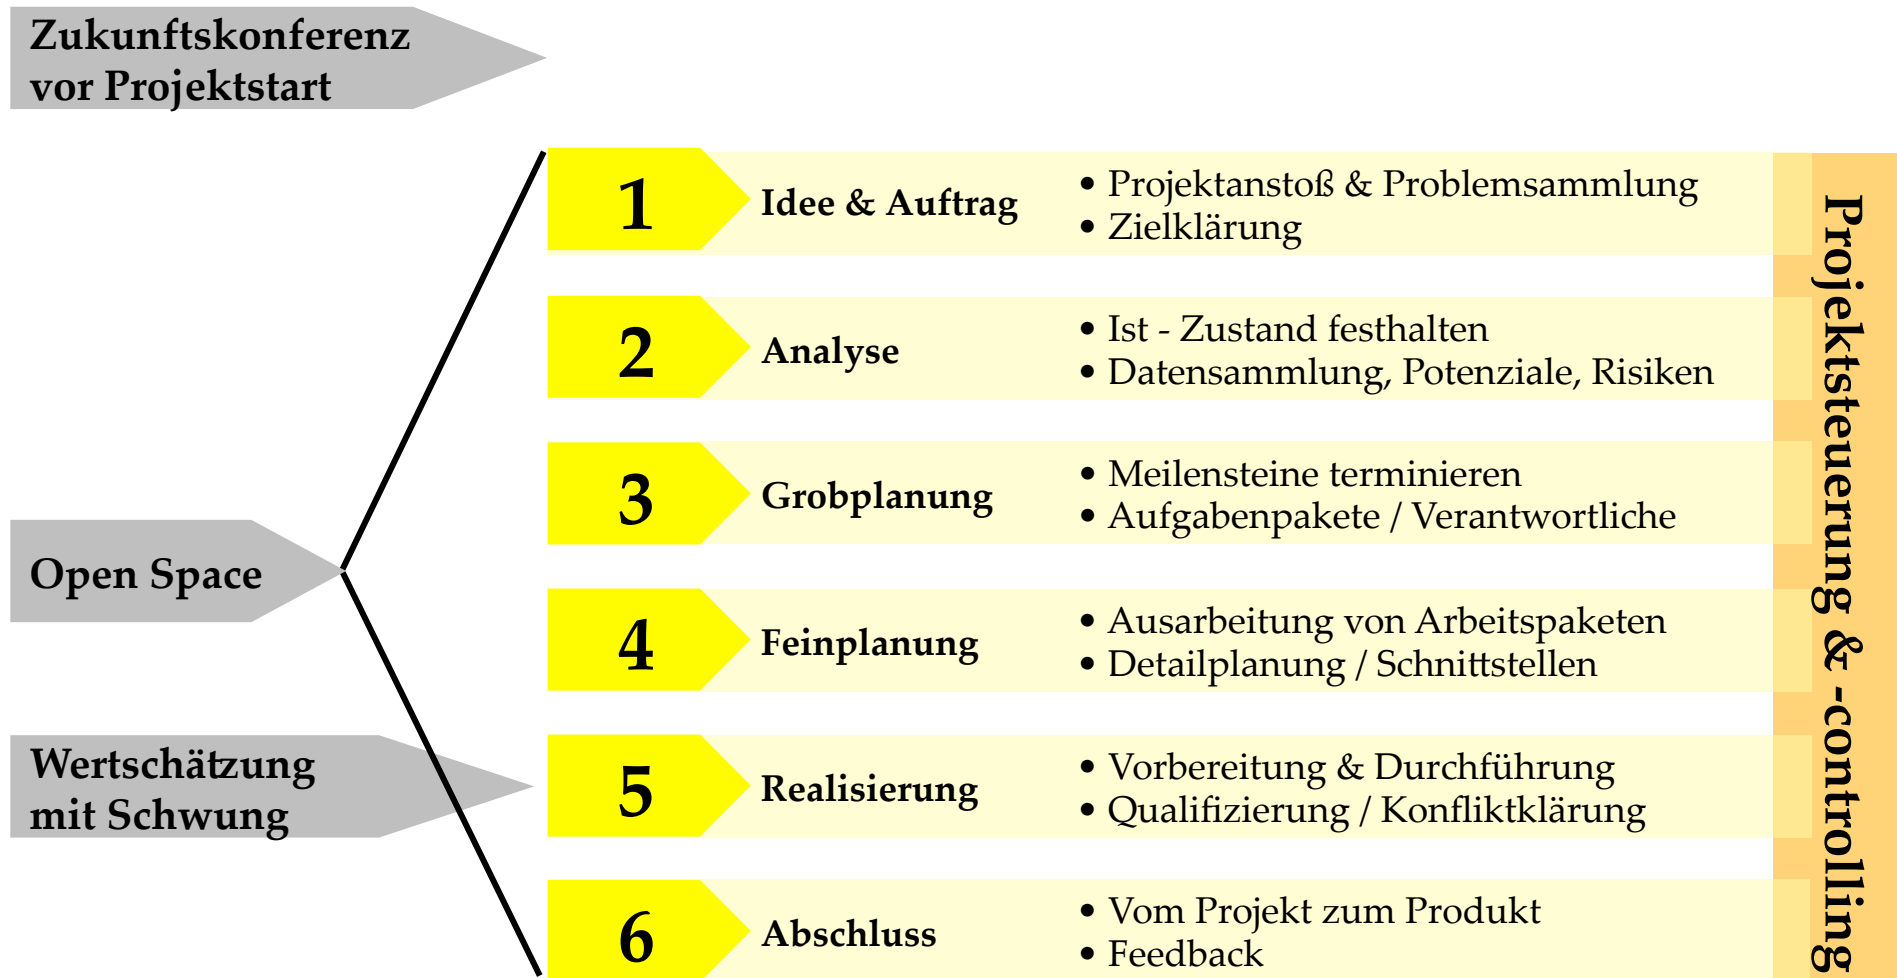 Zukunftskonferenz
vor Projektstart
1
Idee & Auftrag
• Projektanstoß & Problemsammlung
• Zielklärung
2
Analyse
• Ist - Zustand festhalten
• Datensammlung, Potenziale, Risiken
3
Grobplanung
• Meilensteine terminieren
• Aufgabenpakete / Verantwortliche
Open Space
4
Feinplanung
• Ausarbeitung von Arbeitspaketen
• Detailplanung / Schnittstellen
Wertschätzung
mit Schwung
5
Realisierung
• Vorbereitung & Durchführung
• Qualifizierung / Konfliktklärung
6
Abschluss
• Vom Projekt zum Produkt
• Feedback
Projektsteuerung & -controlling